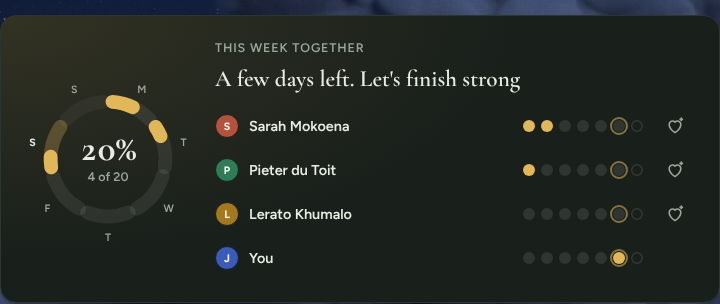 THIS WEEK TOGETHER
A few days left. Let's finish strong
S
M
S
T
20%
4 of 20
F
W
T
S Sarah Mokoena
P Pieter du Toit
L Lerato Khumalo
J You